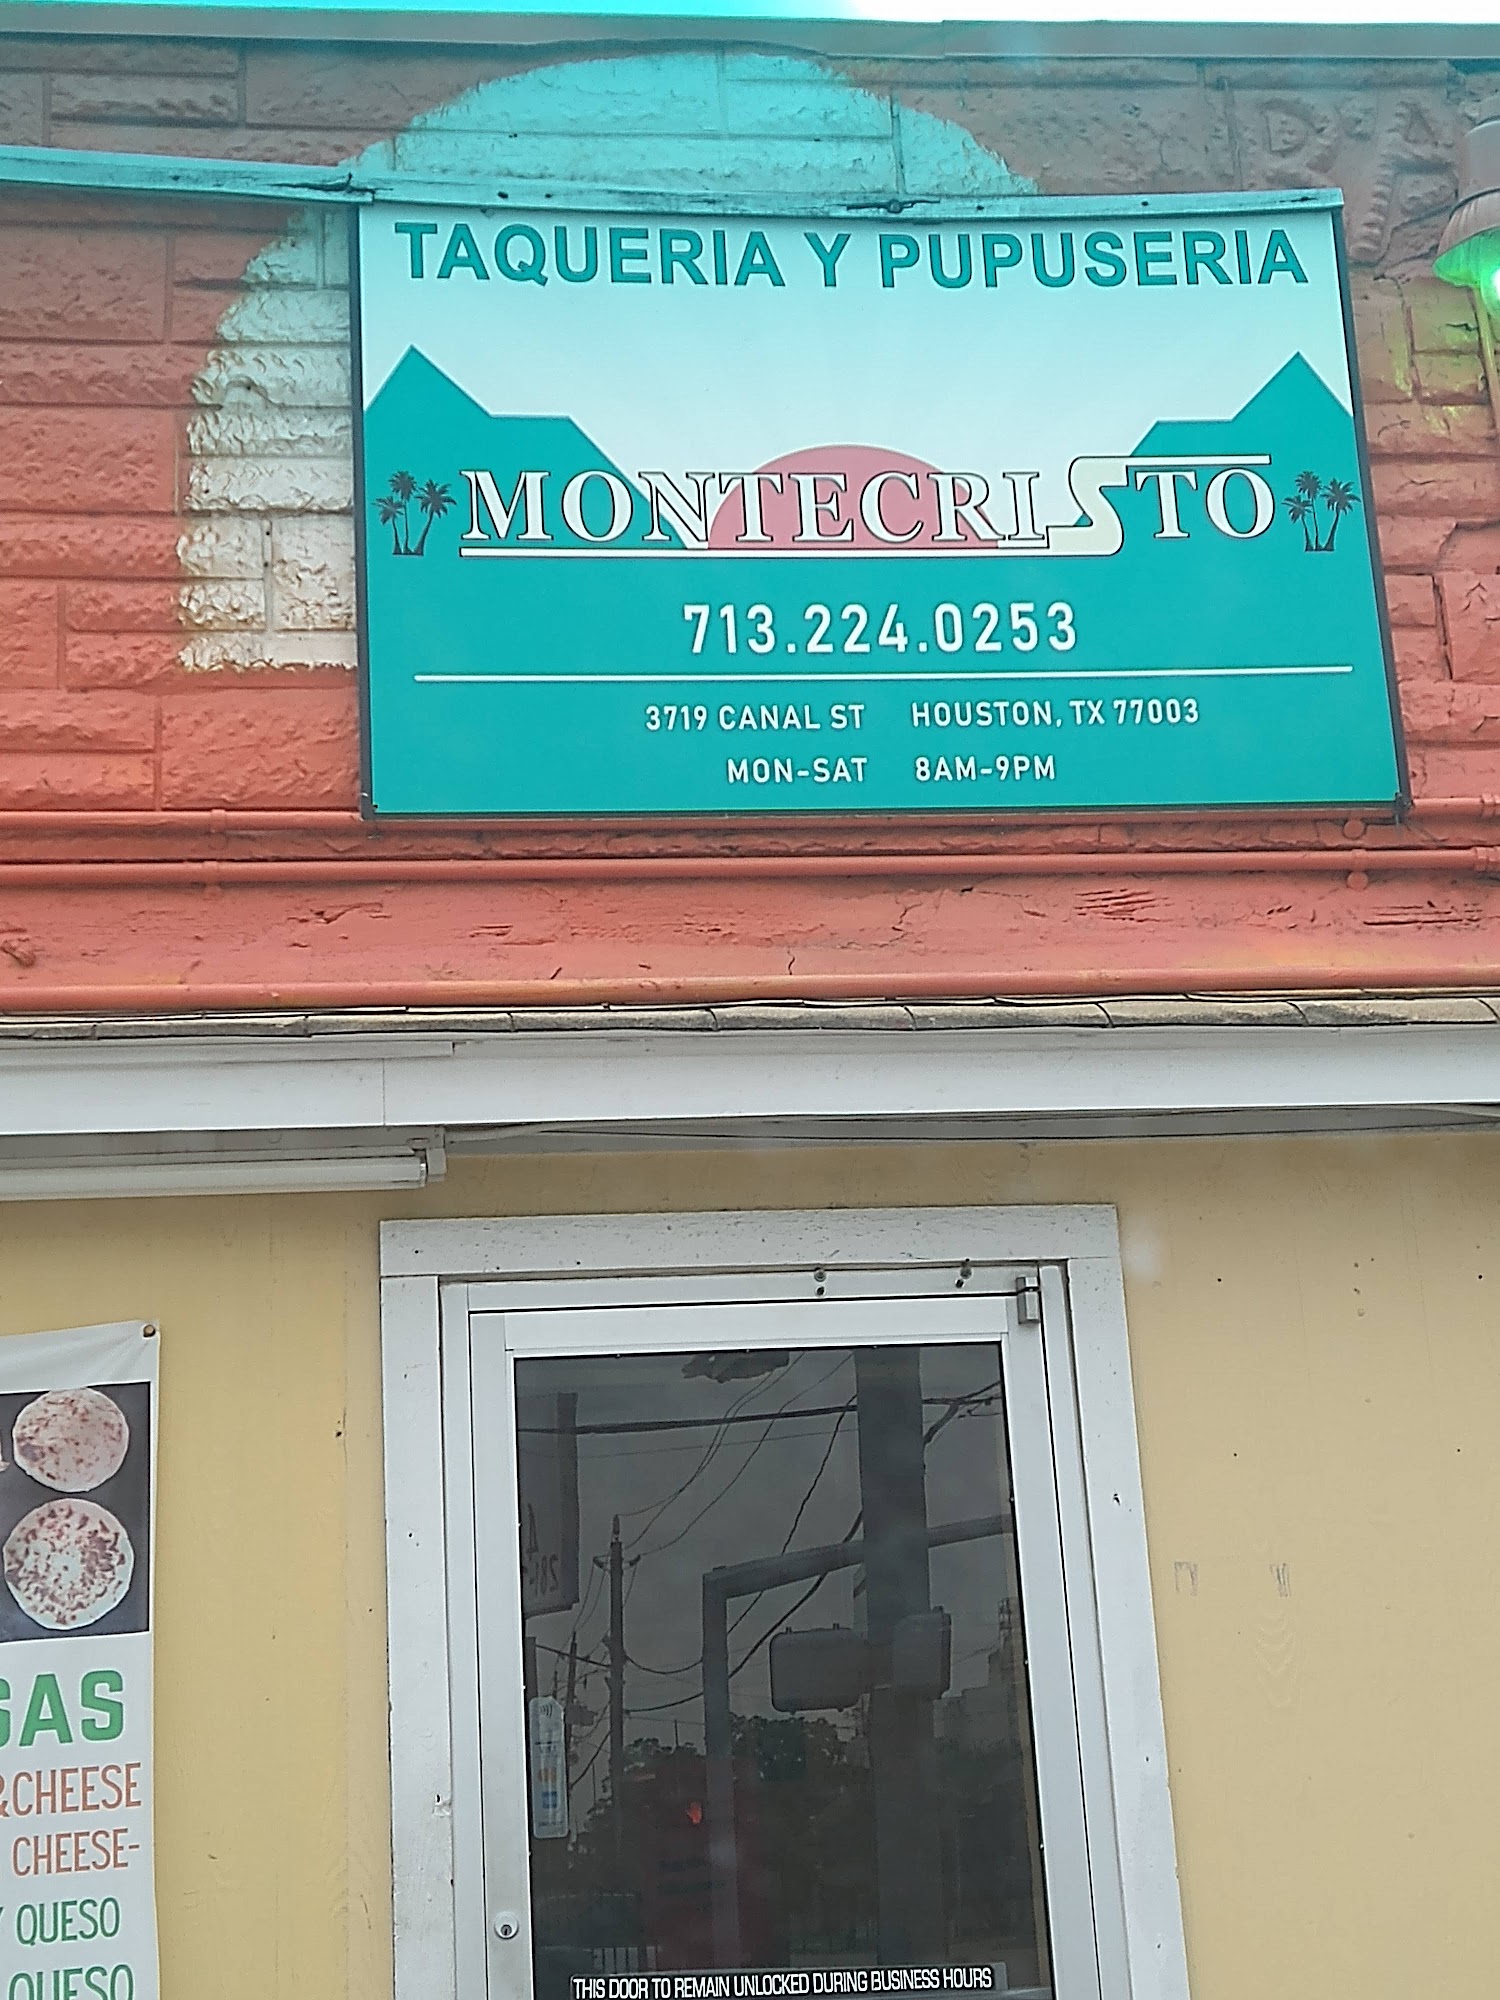 TAQUERIA Y PUPUSERIA
MONTECRISTO
713.224.0253
3719 CANAL ST HOUSTON, TX 77003
MON-SAT 8AM-9PM
&CHEESE
CHEESE-
Y QUESO
QUESO
THIS DOOR TO REMAIN UNLOCKED DURING BUSINESS HOURS